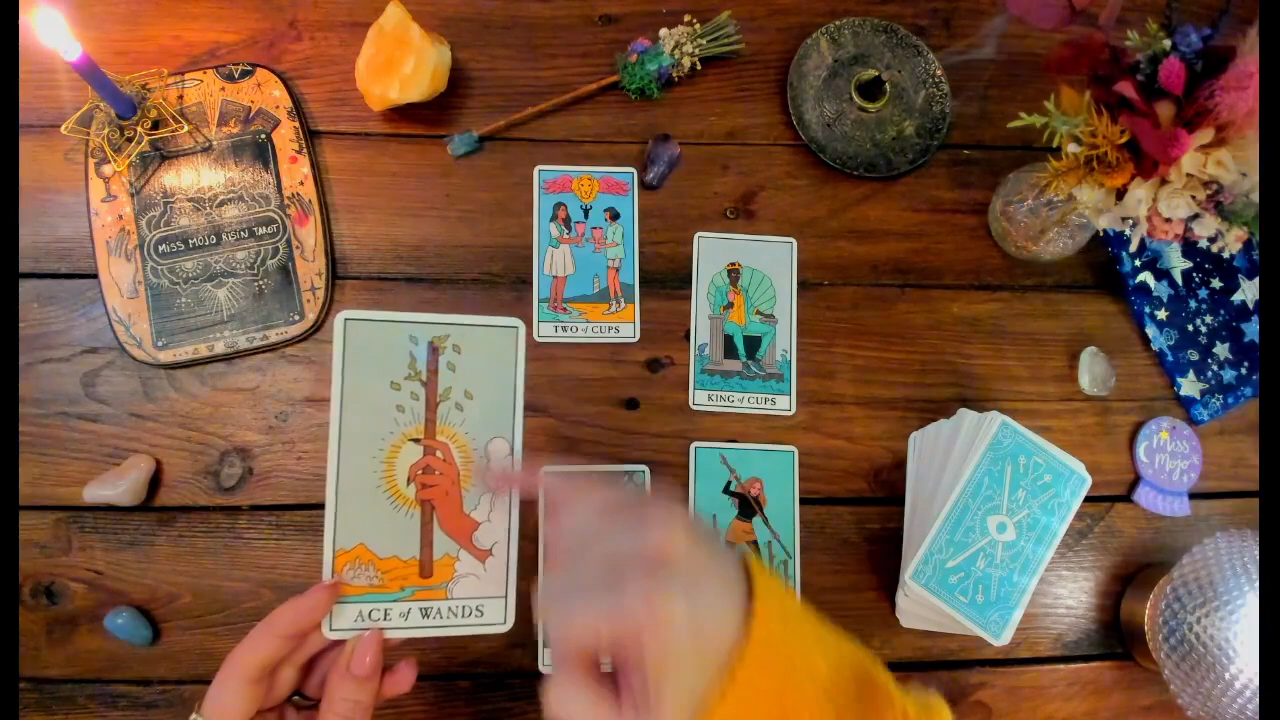 MISS MOJO RISIN TAROT
TWO of CUPS
KING of CUPS
ACE of WANDS
Miss
Mojo